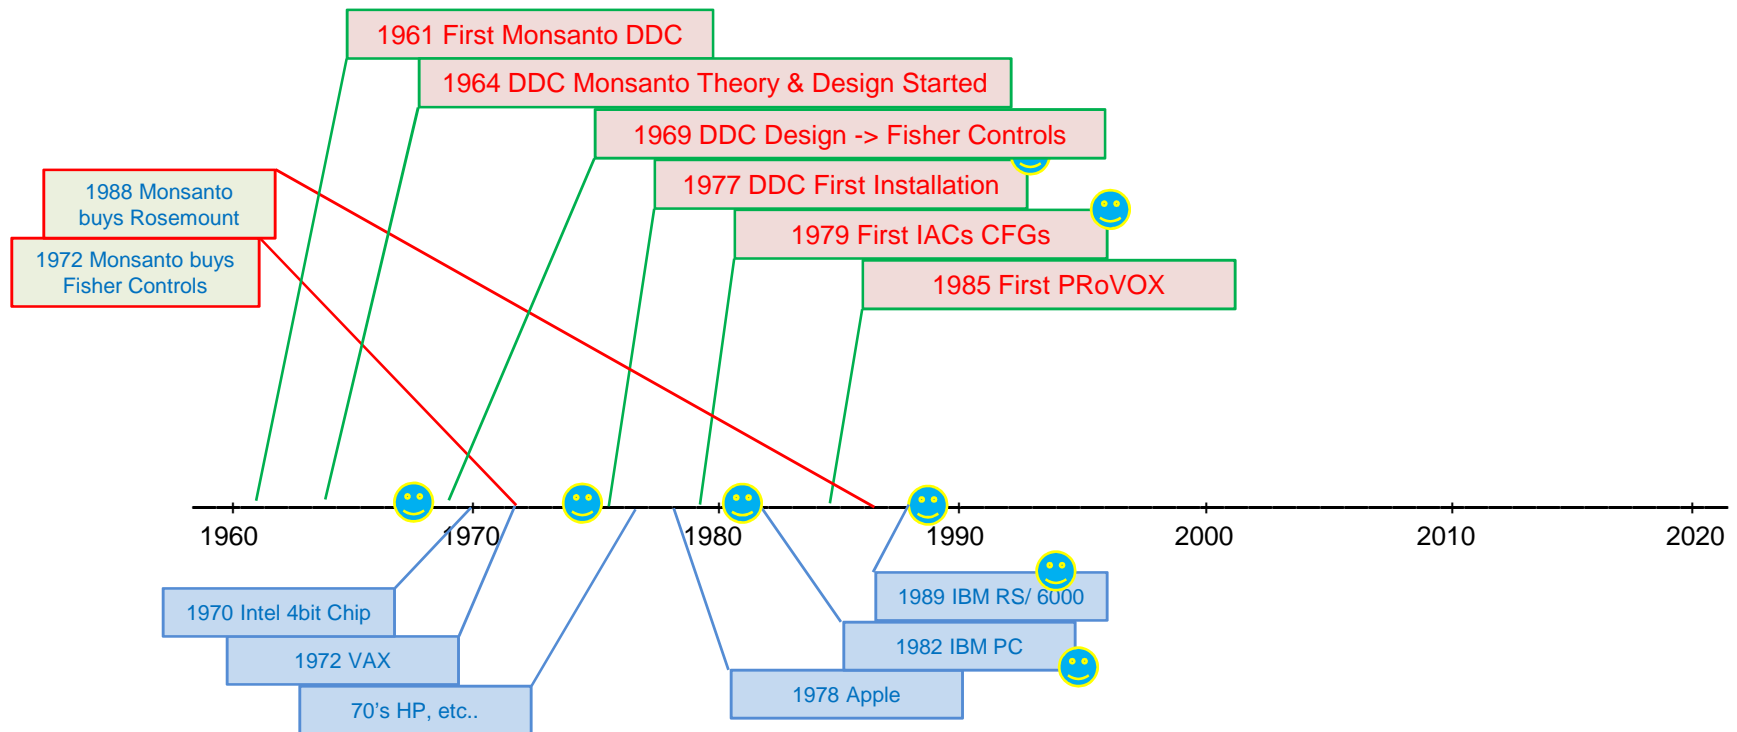 1961 First Monsanto DDC
1964 DDC Monsanto Theory & Design Started
1969 DDC Design -> Fisher Controls
1977 DDC First Installation
1979 First IACs CFGs
1985 First PRoVOX
1988 Monsanto
buys Rosemount
1972 Monsanto buys
Fisher Controls
1960 1970 1980 1990 2000 2010 2020
1970 Intel 4bit Chip
1972 VAX
70's HP, etc..
1989 IBM RS/ 6000
1982 IBM PC
1978 Apple